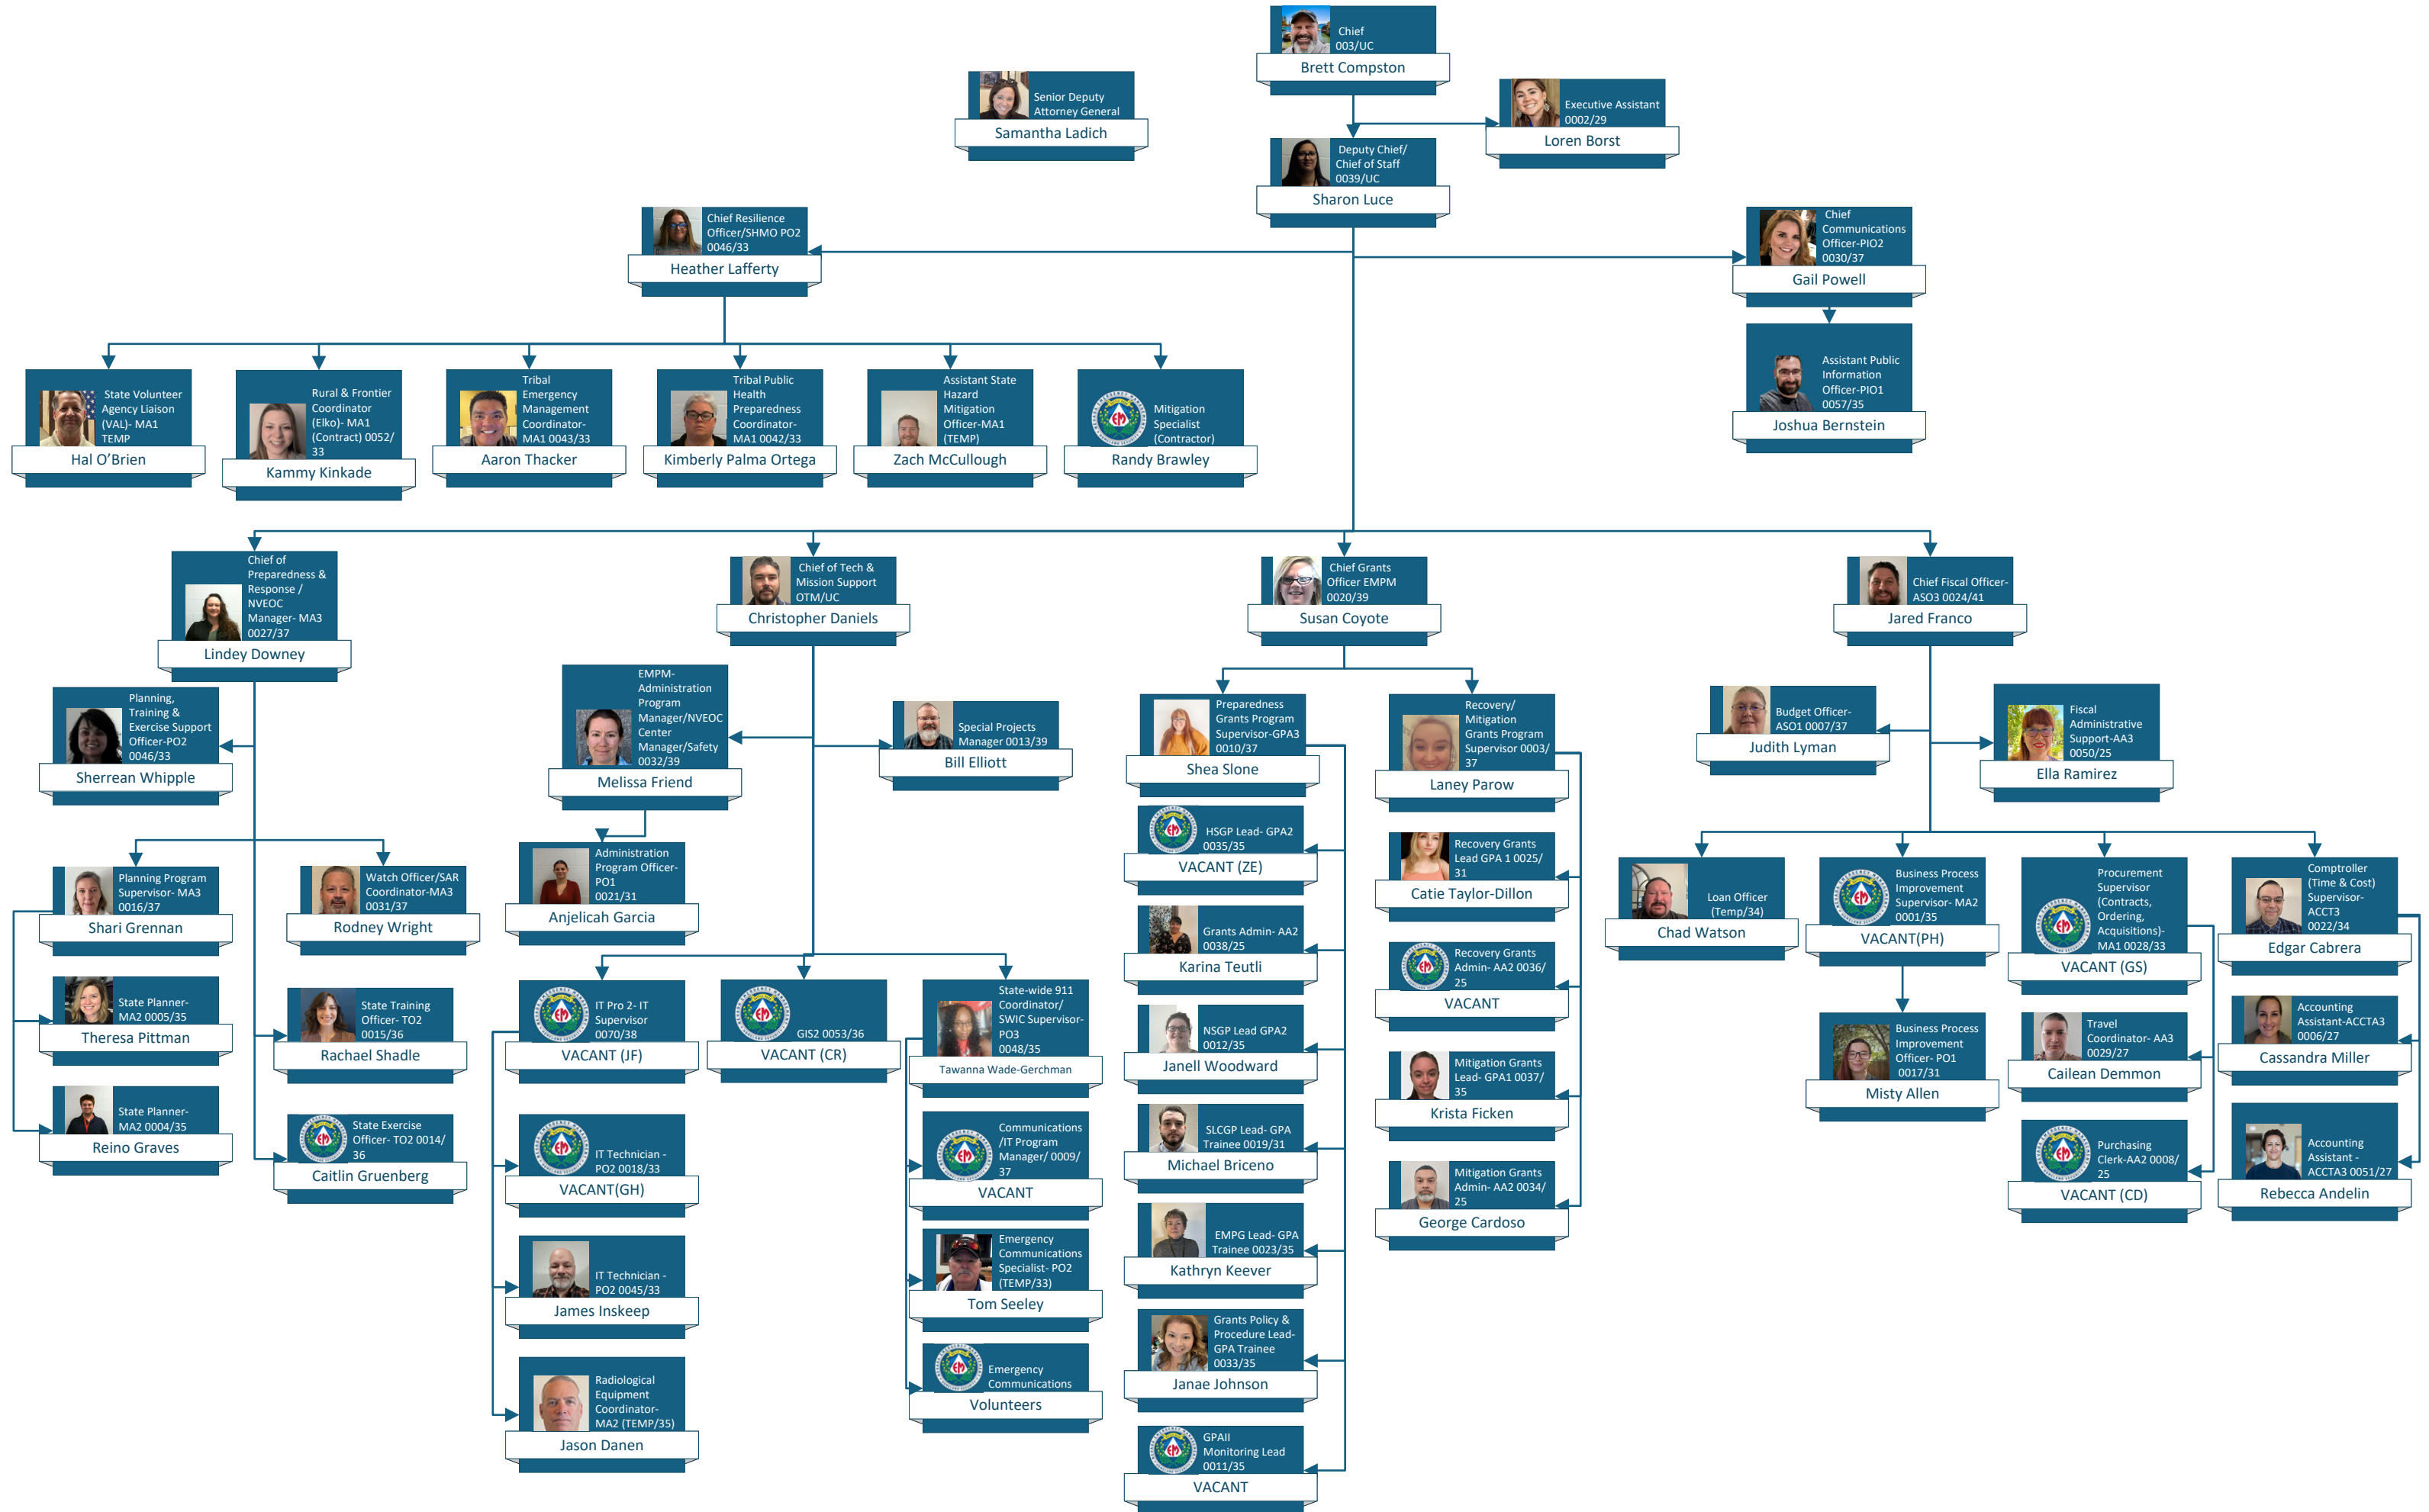 Chief
003/UC
Brett Compston
Senior Deputy
Attorney General
Samantha Ladich
Executive Assistant
0002/29
Loren Borst
Deputy Chief/
Chief of Staff
0039/UC
Sharon Luce
Chief Resilience
Officer/SHMO PO2
0046/33
Heather Lafferty
Chief
Communications
Officer-PIO2
0030/37
Gail Powell
Assistant Public
Information
Officer-PIO1
0057/35
Joshua Bernstein
State Volunteer
Agency Liaison
(VAL)- MA1
TEMP
Hal O’Brien
Rural & Frontier
Coordinator
(Elko)- MA1
(Contract) 0052/
33
Kammy Kinkade
Tribal
Emergency
Management
Coordinator-
MA1 0043/33
Aaron Thacker
Tribal Public
Health
Preparedness
Coordinator-
MA1 0042/33
Kimberly Palma Ortega
Assistant State
Hazard
Mitigation
Officer-MA1
(TEMP)
Zach McCullough
Mitigation
Specialist
(Contractor)
Randy Brawley
Chief of
Preparedness &
Response /
NVEOC
Manager- MA3
0027/37
Lindey Downey
Chief of Tech &
Mission Support
OTM/UC
Christopher Daniels
Chief Grants
Officer EMPM
0020/39
Susan Coyote
Chief Fiscal Officer-
ASO3 0024/41
Jared Franco
Planning,
Training &
Exercise Support
Officer-PO2
0046/33
Sherrean Whipple
Planning Program
Supervisor- MA3
0016/37
Shari Grennan
Watch Officer/SAR
Coordinator-MA3
0031/37
Rodney Wright
State Planner-
MA2 0005/35
Theresa Pittman
State Training
Officer- TO2
0015/36
Rachael Shadle
State Planner-
MA2 0004/35
Reino Graves
State Exercise
Officer- TO2 0014/
36
Caitlin Gruenberg
EMPM-
Administration
Program
Manager/NVEOC
Center
Manager/Safety
0032/39
Melissa Friend
Special Projects
Manager 0013/39
Bill Elliott
Administration
Program Officer-
PO1
0021/31
Anjelicah Garcia
IT Pro 2- IT
Supervisor
0070/38
VACANT (JF)
GIS2 0053/36
VACANT (CR)
State-wide 911
Coordinator/
SWIC Supervisor-
PO3
0048/35
Tawanna Wade-Gerchman
IT Technician -
PO2 0018/33
VACANT(GH)
Communications
/IT Program
Manager/ 0009/
37
VACANT
IT Technician -
PO2 0045/33
James Inskeep
Emergency
Communications
Specialist- PO2
(TEMP/33)
Tom Seeley
Radiological
Equipment
Coordinator-
MA2 (TEMP/35)
Jason Danen
Emergency
Communications
Volunteers
Preparedness
Grants Program
Supervisor-GPA3
0010/37
Shea Slone
Recovery/
Mitigation
Grants Program
Supervisor 0003/
37
Laney Parow
HSGP Lead- GPA2
0035/35
VACANT (ZE)
Recovery Grants
Lead GPA 1 0025/
31
Catie Taylor-Dillon
Grants Admin- AA2
0038/25
Karina Teutli
Recovery Grants
Admin- AA2 0036/
25
VACANT
NSGP Lead GPA2
0012/35
Janell Woodward
Mitigation Grants
Lead- GPA1 0037/
35
Krista Ficken
SLCGP Lead- GPA
Trainee 0019/31
Michael Briceno
Mitigation Grants
Admin- AA2 0034/
25
George Cardoso
EMPG Lead- GPA
Trainee 0023/35
Kathryn Keever
Grants Policy &
Procedure Lead-
GPA Trainee
0033/35
Janae Johnson
GPAII
Monitoring Lead
0011/35
VACANT
Budget Officer-
ASO1 0007/37
Judith Lyman
Fiscal
Administrative
Support-AA3
0050/25
Ella Ramirez
Loan Officer
(Temp/34)
Chad Watson
Business Process
Improvement
Supervisor- MA2
0001/35
VACANT(PH)
Procurement
Supervisor
(Contracts,
Ordering,
Acquisitions)-
MA1 0028/33
VACANT (GS)
Comptroller
(Time & Cost)
Supervisor-
ACCT3
0022/34
Edgar Cabrera
Business Process
Improvement
Officer- PO1
0017/31
Misty Allen
Travel
Coordinator- AA3
0029/27
Cailean Demmon
Accounting
Assistant-ACCTA3
0006/27
Cassandra Miller
Purchasing
Clerk-AA2 0008/
25
VACANT (CD)
Accounting
Assistant -
ACCTA3 0051/27
Rebecca Andelin